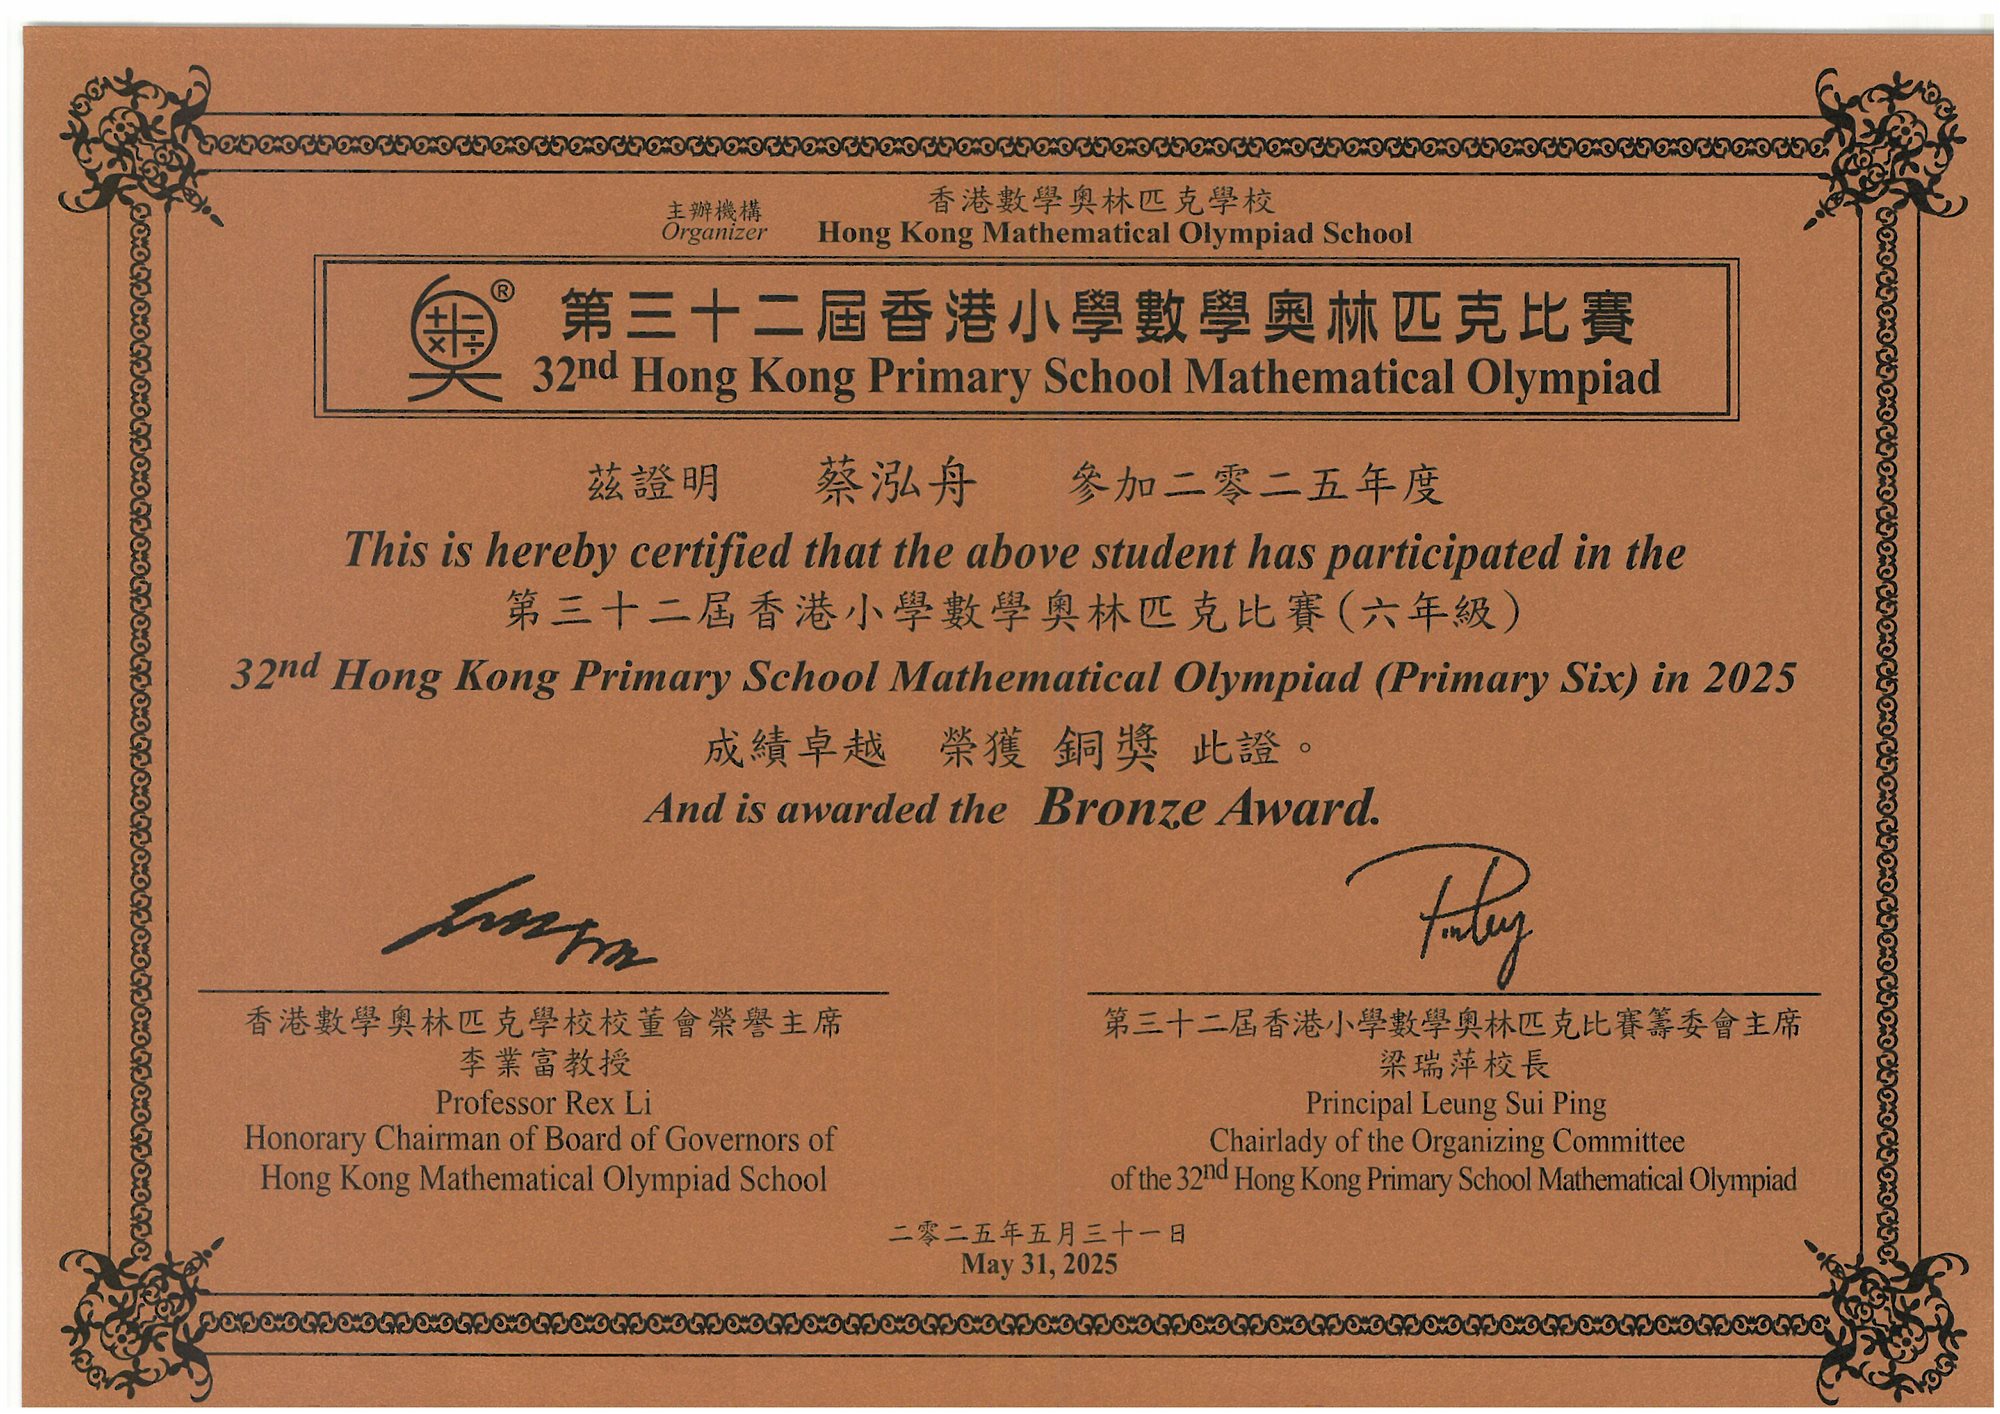 主辦機構 香港數學奧林匹克學校
Organizer Hong Kong Mathematical Olympiad School
第三十二屆香港小學數學奧林匹克比賽
32nd Hong Kong Primary School Mathematical Olympiad
茲證明 蔡泓舟 參加二零二五年度
This is hereby certified that the above student has participated in the
第三十二屆香港小學數學奧林匹克比賽(六年級)
32nd Hong Kong Primary School Mathematical Olympiad (Primary Six) in 2025
成績卓越 榮獲 銅獎 此證。
And is awarded the Bronze Award.
香港數學奧林匹克學校校董會榮譽主席
李業富教授
Professor Rex Li
Honorary Chairman of Board of Governors of
Hong Kong Mathematical Olympiad School
第三十二屆香港小學數學奧林匹克比賽籌委會主席
梁瑞萍校長
Principal Leung Sui Ping
Chairlady of the Organizing Committee
of the 32nd Hong Kong Primary School Mathematical Olympiad
二零二五年五月三十一日
May 31, 2025